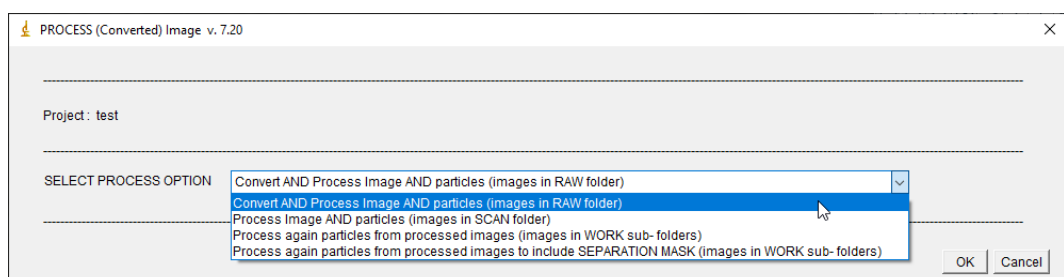 PROCESS (Converted) Image v. 7.20
Project : test
SELECT PROCESS OPTION Convert AND Process Image AND particles (images in RAW folder)
Convert AND Process Image AND particles (images in RAW folder)
Process Image AND particles (images in SCAN folder)
Process again particles from processed images (images in WORK sub- folders)
Process again particles from processed images to include SEPARATION MASK (images in WORK sub- folders)
OK Cancel